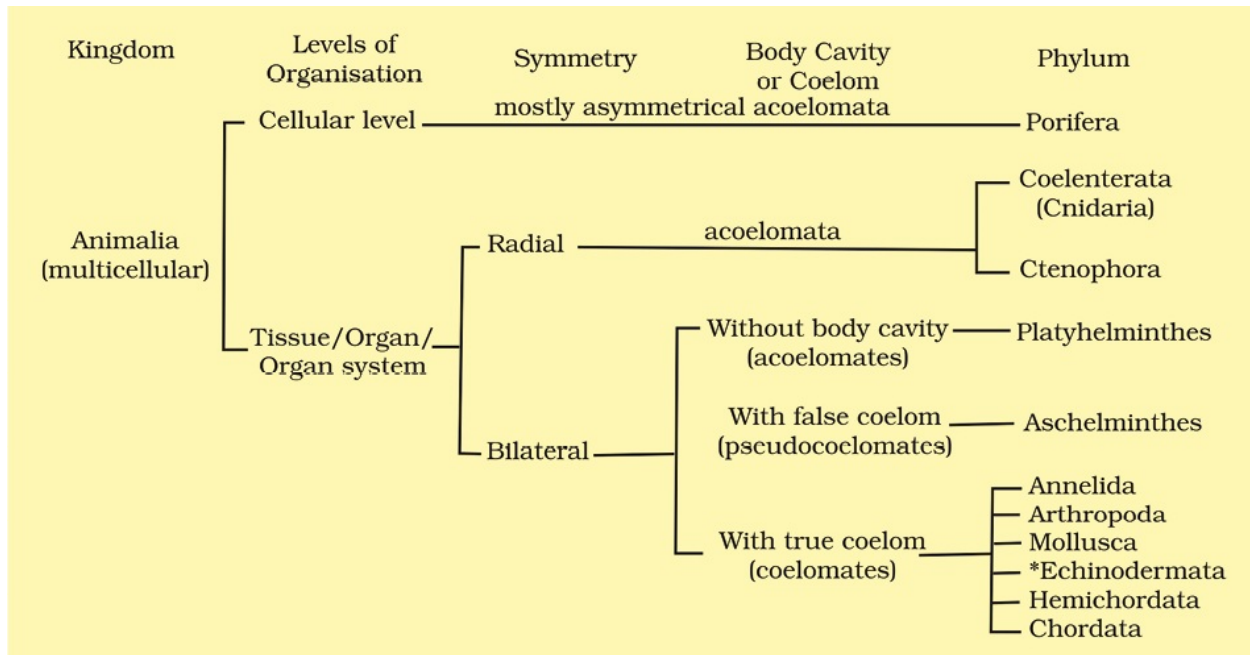 Kingdom
Levels of
Organisation
Symmetry
Body Cavity
or Coelom
Phylum
Cellular level
mostly asymmetrical acoelomata
Porifera
Animalia
(multicellular)
Radial
acoelomata
Coelenterata
(Cnidaria)
Ctenophora
Tissue/Organ/
Organ system
Without body cavity
(acoelomates)
Platyhelminthes
With false coelom
(pseudocoelomates)
Aschelminthes
Bilateral
With true coelom
(coelomates)
Annelida
Arthropoda
Mollusca
*Echinodermata
Hemichordata
Chordata